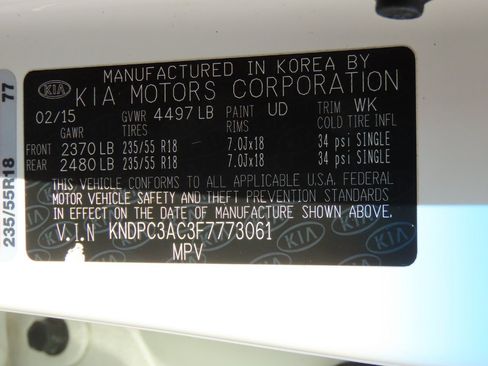 MANUFACTURED IN KOREA BY
KIA KIA MOTORS CORPORATION
02/15 GVWR 4497 LB PAINT UD TRIM WK
GAWR TIRES RIMS COLD TIRE INFL
FRONT 2370 LB 235/55 R18 7.0Jx18 34 psi SINGLE
REAR 2480 LB 235/55 R18 7.0Jx18 34 psi SINGLE
THIS VEHICLE CONFORMS TO ALL APPLICABLE U.S.A. FEDERAL
MOTOR VEHICLE SAFETY AND THEFT PREVENTION STANDARDS
IN EFFECT ON THE DATE OF MANUFACTURE SHOWN ABOVE.
V.I.N KNDPC3AC3F7773061
MPV
235/55R18 77